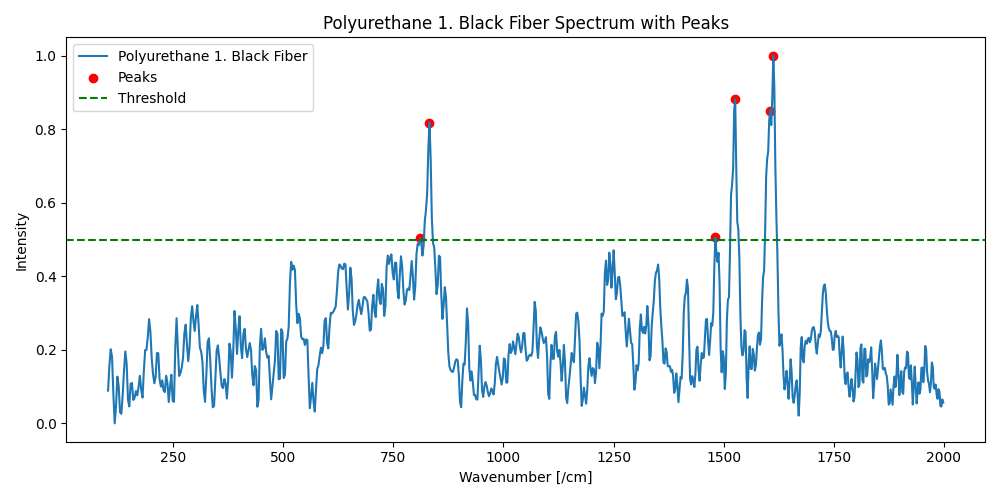 Polyurethane 1. Black Fiber Spectrum with Peaks
Polyurethane 1. Black Fiber
Peaks
Threshold
Intensity
1.0
0.8
0.6
0.4
0.2
0.0
250 500 750 1000 1250 1500 1750 2000
Wavenumber [/cm]